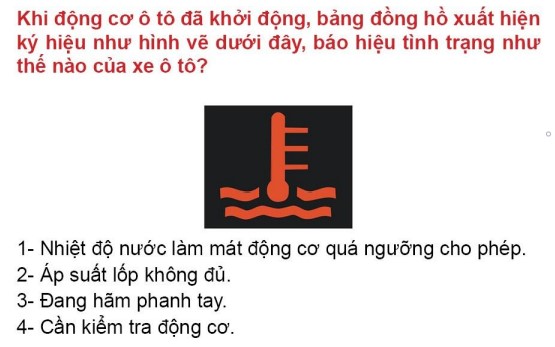 Khi động cơ ô tô đã khởi động, bảng đồng hồ xuất hiện
ký hiệu như hình vẽ dưới đây, báo hiệu tình trạng như
thế nào của xe ô tô?
1- Nhiệt độ nước làm mát động cơ quá ngưỡng cho phép.
2- Áp suất lốp không đủ.
3- Đang hãm phanh tay.
4- Cần kiểm tra động cơ.